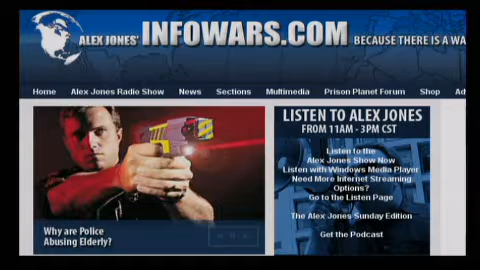 ALEX JONES' INFOWARS.COM BECAUSE THERE IS A WA
Home Alex Jones Radio Show News Sections Multimedia Prison Planet Forum Shop Ad
LISTEN TO ALEX JONES
FROM 11AM - 3PM CST
Listen to the
Alex Jones Show Now
Listen with Windows Media Player
Need More Internet Streaming
Options?
Go to the Listen Page
The Alex Jones Sunday Edition
Get the Podcast
Why are Police
Abusing Elderly?